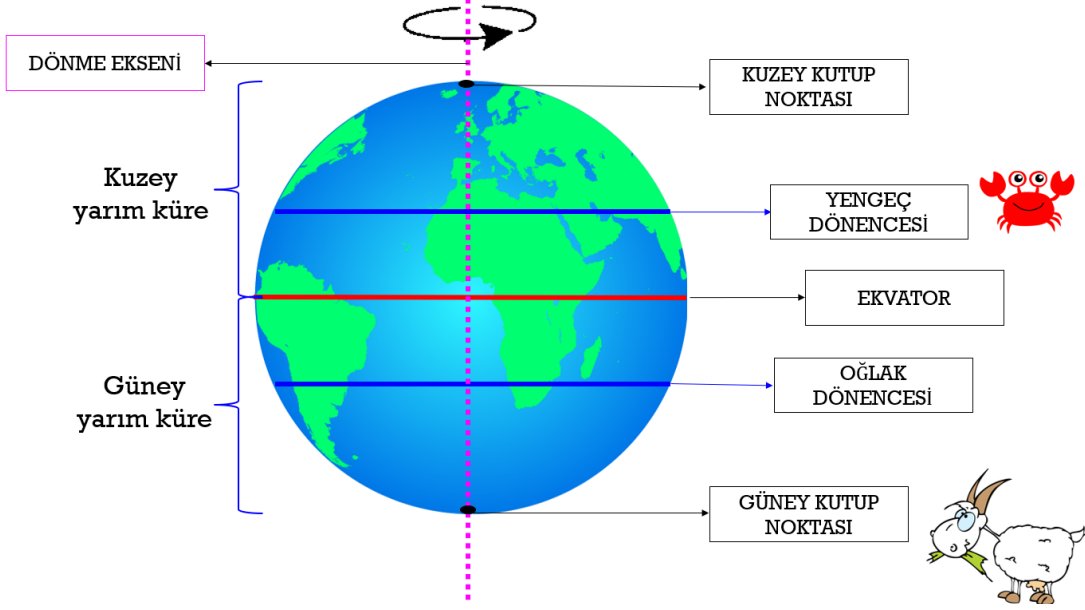 DÖNME EKSENİ
KUZEY KUTUP
NOKTASI
Kuzey
yarım küre
YENGEÇ
DÖNENCESİ
EKVATOR
Güney
yarım küre
OĞLAK
DÖNENCESİ
GÜNEY KUTUP
NOKTASI